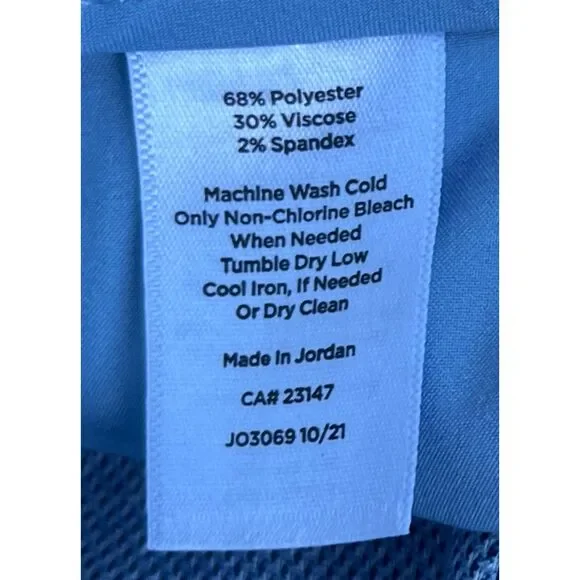 68% Polyester
30% Viscose
2% Spandex
Machine Wash Cold
Only Non-Chlorine Bleach
When Needed
Tumble Dry Low
Cool Iron, If Needed
Or Dry Clean
Made In Jordan
CA# 23147
JO3069 10/21